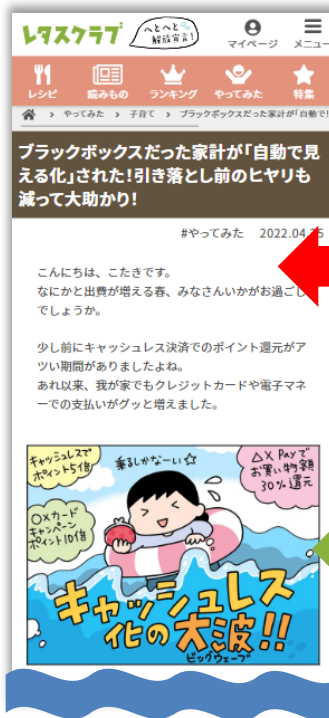 レタスクラブ
へとへと
解放宣言!
マイページ
メニュー
レシピ
読みもの
ランキング
やってみた
特集
> やってみた > 子育て > ブラックボックスだった家計が「自動で
ブラックボックスだった家計が「自動で見
える化」された!引き落とし前のヒヤリも
減って大助かり!
#やってみた 2022.04
こんにちは、こたきです。
なにかと出費が増える春、みなさんいかがお過ごし
でしょうか。
少し前にキャッシュレス決済でのポイント還元がア
ツい期間がありましたよね。
あれ以来、我が家でもクレジットカードや電子マネ
ーでの支払いがグッと増えました。
キャッシュレスで
ポイント5倍
乗るしかなーい☆
△X Payで
お買い物額
30%還元
○×カード
キャンペーン
ポイント10倍
キャッシュレス
化の大波!!
ビッグウェーブ